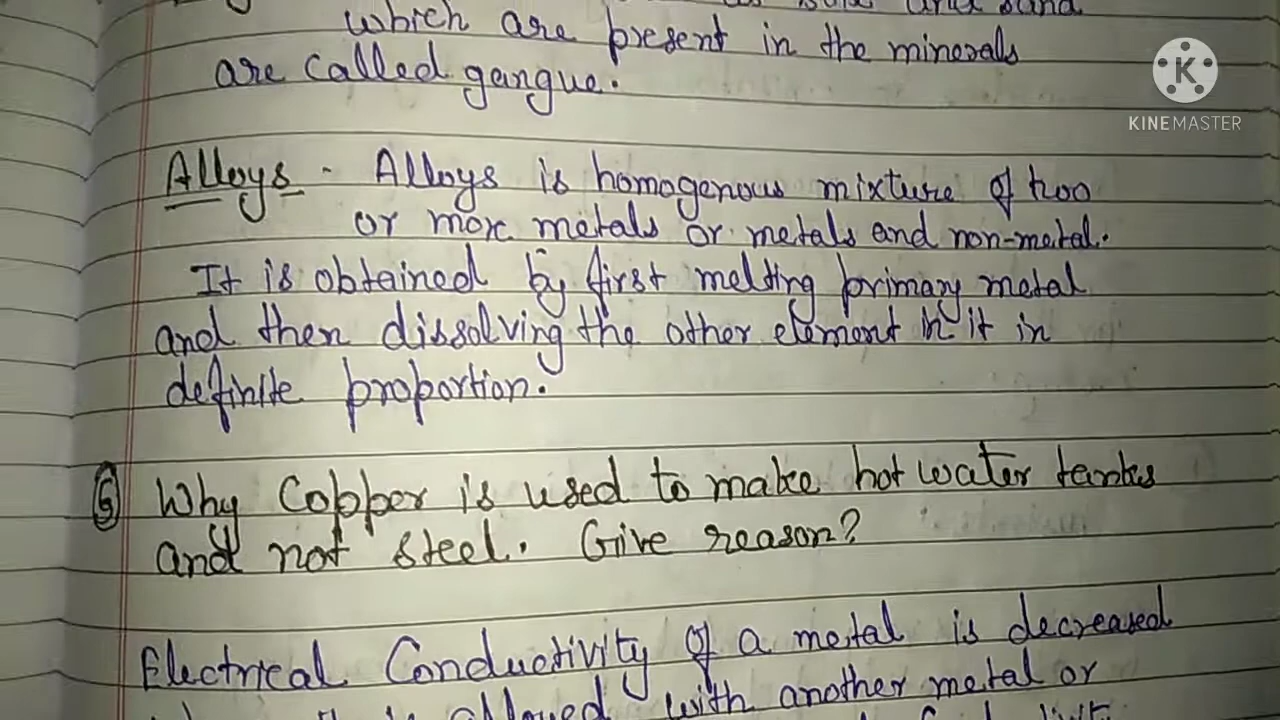 which are present in the minerals
are called gangue.
KINEMASTER
Alloys - Alloys is homogenous mixture of two
or more metals or metals and non-metal.
It is obtained by first melting primary metal
and then dissolving the other element in it in
definite proportion.
Why Copper is used to make hot water tanks
and not steel. Give reason?
Electrical Conductivity of a metal is decreased
alloyed with another metal or